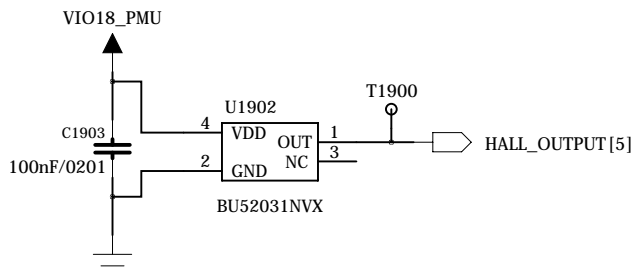 VIO18_PMU
U1902
T1900
C1903
100nF/0201
4
VDD
OUT
1
HALL_OUTPUT[5]
NC
3
2
GND
BU52031NVX